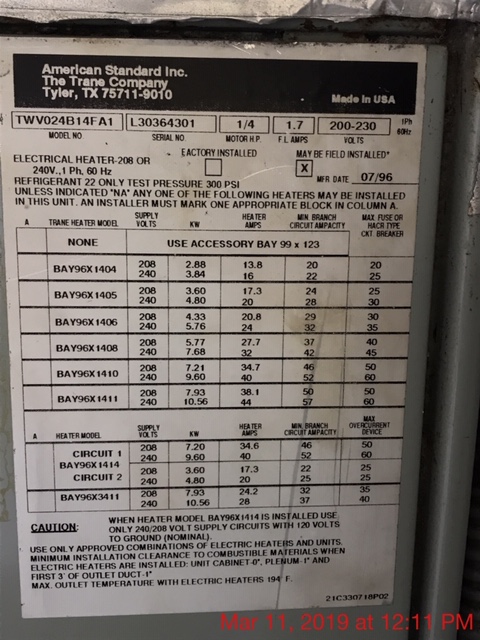 American Standard Inc.
The Trane Company
Tyler, TX 75711-9010
Made in USA
TWV024B14FA1 L30364301 1/4 1.7 200-230 1Ph 60Hz
MODEL NO. SERIAL NO. MOTOR H.P. F.L AMPS VOLTS
ELECTRICAL HEATER-208 OR FACTORY INSTALLED MAY BE FIELD INSTALLED*
240V.,1 Ph, 60 Hz X MFR. DATE 07/96
REFRIGERANT 22 ONLY TEST PRESSURE 300 PSI
UNLESS INDICATED "NA" ANY ONE OF THE FOLLOWING HEATERS MAY BE INSTALLED
IN THIS UNIT. AN INSTALLER MUST MARK ONE APPROPRIATE BLOCK IN COLUMN A.
A TRANE HEATER MODEL SUPPLY VOLTS KW HEATER AMPS MIN. BRANCH CIRCUIT AMPACITY MAX. FUSE OR HACR TYPE CKT. BREAKER
NONE USE ACCESSORY BAY 99 x 123
BAY96X1404 208 2.88 13.8 20 20
240 3.84 16 22 25
BAY96X1405 208 3.60 17.3 24 25
240 4.80 20 28 30
BAY96X1406 208 4.33 20.8 29 30
240 5.76 24 32 35
BAY96X1408 208 5.77 27.7 37 40
240 7.68 32 42 45
BAY96X1410 208 7.21 34.7 46 50
240 9.60 40 52 60
BAY96X1411 208 7.93 38.1 50 50
240 10.56 44 57 60
A HEATER MODEL SUPPLY VOLTS KW HEATER AMPS MIN. BRANCH CIRCUIT AMPACITY MAX OVERCURRENT DEVICE
CIRCUIT 1 208 7.20 34.6 46 50
240 9.60 40 52 60
BAY96X1414
CIRCUIT 2 208 3.60 17.3 22 25
240 4.80 20 25 25
BAY96X3411 208 7.93 24.2 32 35
240 10.56 28 37 40
CAUTION: WHEN HEATER MODEL BAY96X1414 IS INSTALLED USE
ONLY 240/208 VOLT SUPPLY CIRCUITS WITH 120 VOLTS
TO GROUND (NOMINAL).
USE ONLY APPROVED COMBINATIONS OF ELECTRIC HEATERS AND UNITS.
MINIMUM INSTALLATION CLEARANCE TO COMBUSTIBLE MATERIALS WHEN
ELECTRIC HEATERS ARE INSTALLED: UNIT CABINET-0", PLENUM-1" AND
FIRST 3' OF OUTLET DUCT-1"
MAX. OUTLET TEMPERATURE WITH ELECTRIC HEATERS 194° F.
21C330718P02
Mar 11, 2019 at 12:11 PM